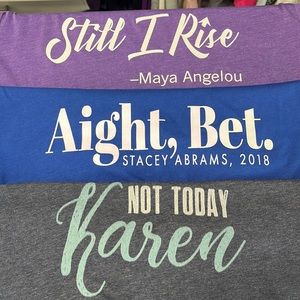 Still I Rise
–Maya Angelou
Aight, Bet.
STACEY ABRAMS, 2018
NOT TODAY
Karen